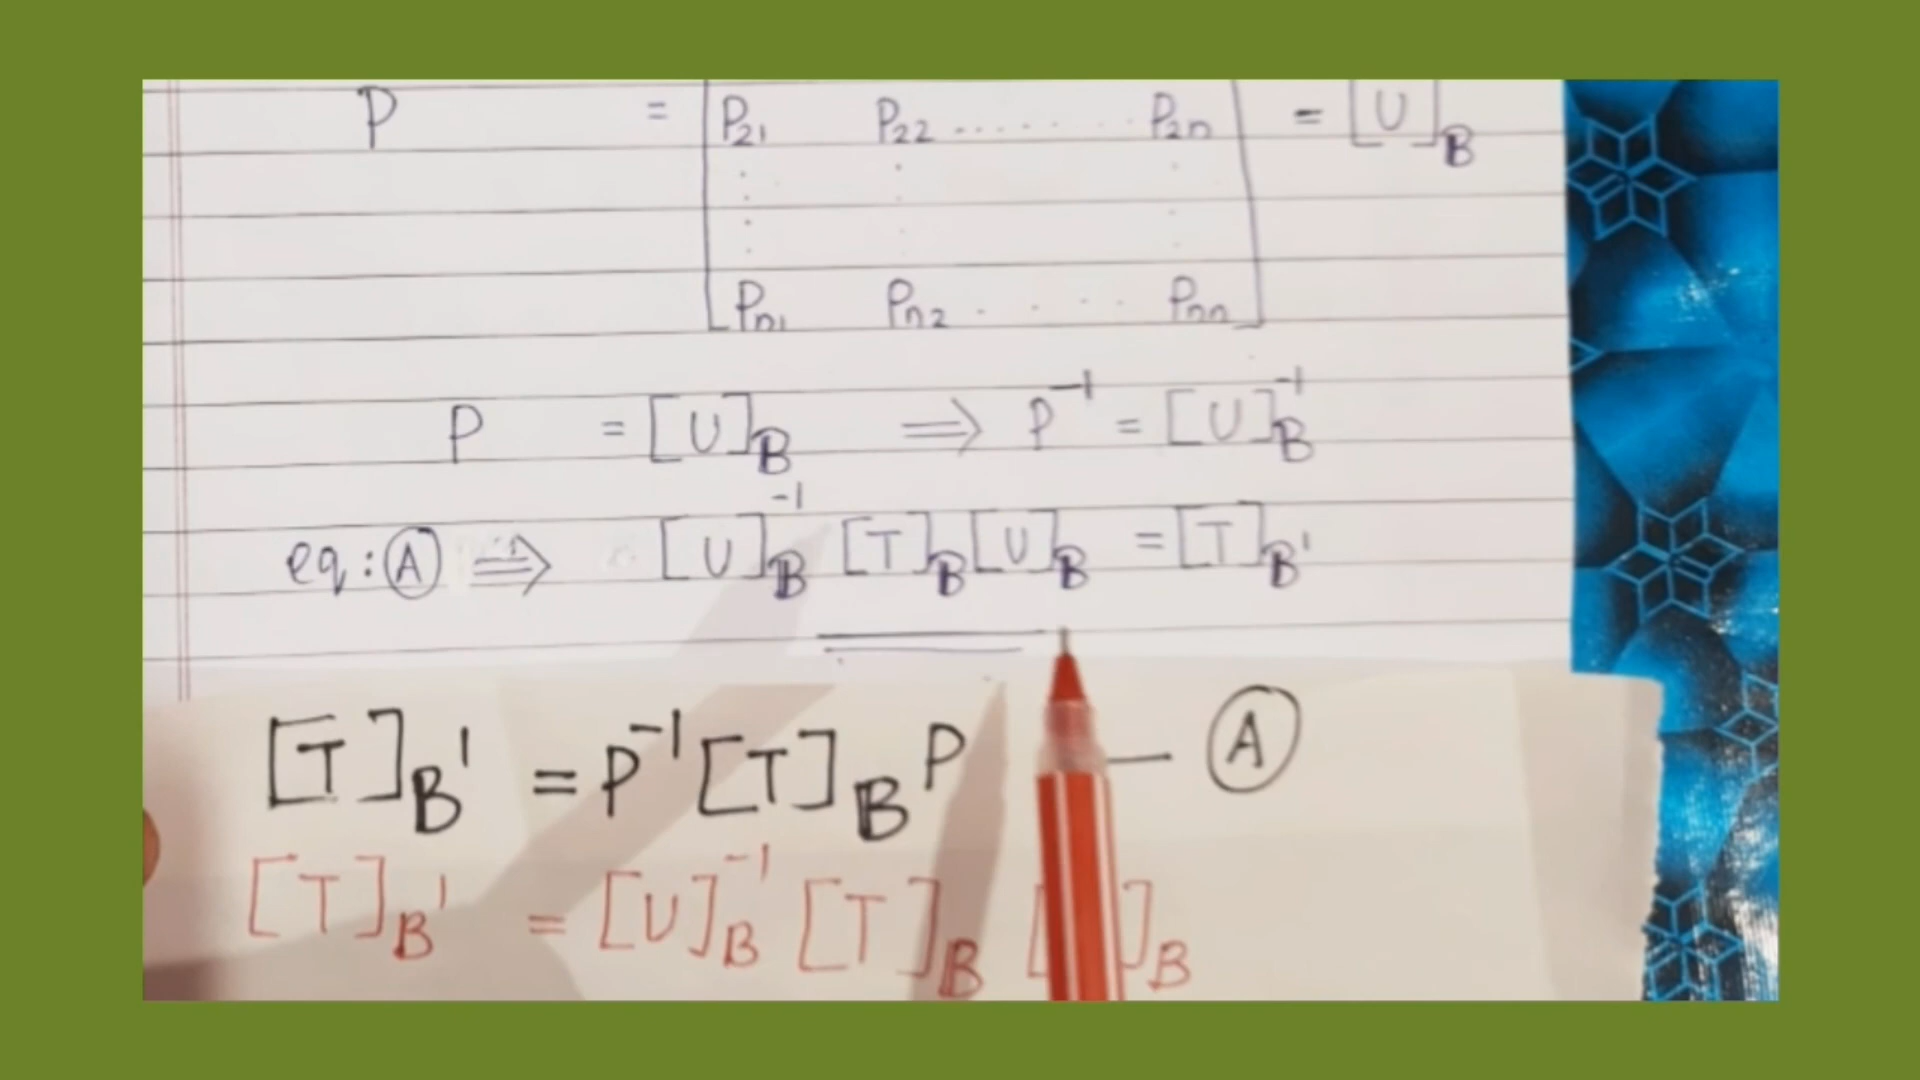 P = [ P21 P22 ........ P2n = [U]B
. . .
. . .
. . .
Pn1 Pn2 . . . . Pnn ]
P = [U]B ⟹ P⁻¹ = [U]B⁻¹
eq: Ⓐ ⟹ [U]B⁻¹ [T]B [U]B = [T]B'
[T]B' = P⁻¹ [T]B P — Ⓐ
[T]B' = [U]B⁻¹ [T]B [ ]B